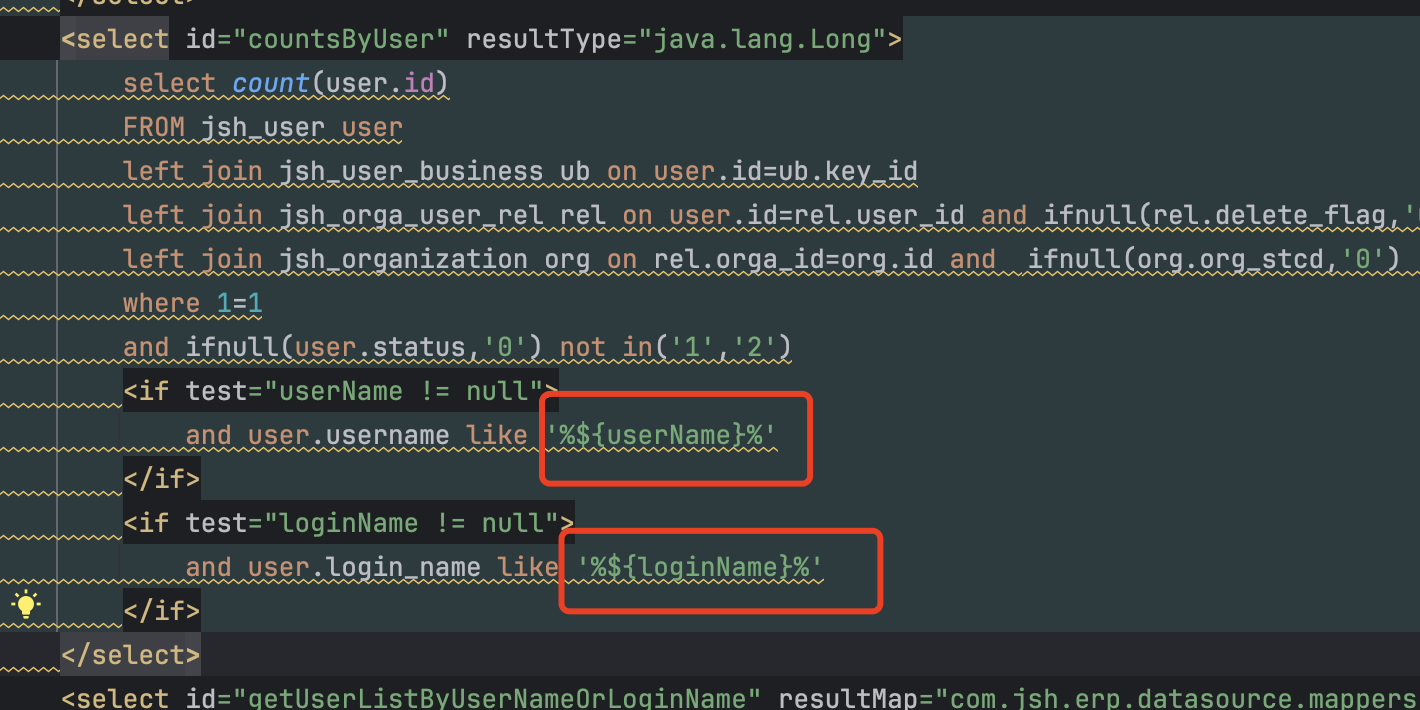 <select id="countsByUser" resultType="java.lang.Long">
select count(user.id)
FROM jsh_user user
left join jsh_user_business ub on user.id=ub.key_id
left join jsh_orga_user_rel rel on user.id=rel.user_id and ifnull(rel.delete_flag,'
left join jsh_organization org on rel.orga_id=org.id and  ifnull(org.org_stcd,'0')
where 1=1
and ifnull(user.status,'0') not in('1','2')
<if test="userName != null">
and user.username like '%${userName}%'
</if>
<if test="loginName != null">
and user.login_name like '%${loginName}%'
</if>
</select>
<select id="getUserListByUserNameOrLoginName" resultMap="com.jsh.erp.datasource.mappers